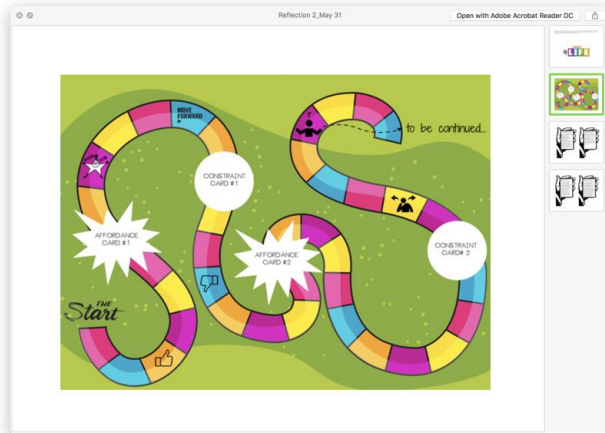 Reflection 2_May 31
Open with Adobe Acrobat Reader DC
LIFE
MOVE
FORWARD
to be continued...
CONSTRAINT
CARD #1
AFFORDANCE
CARD #1
AFFORDANCE
CARD #2
CONSTRAINT
CARD# 2
THE
Start